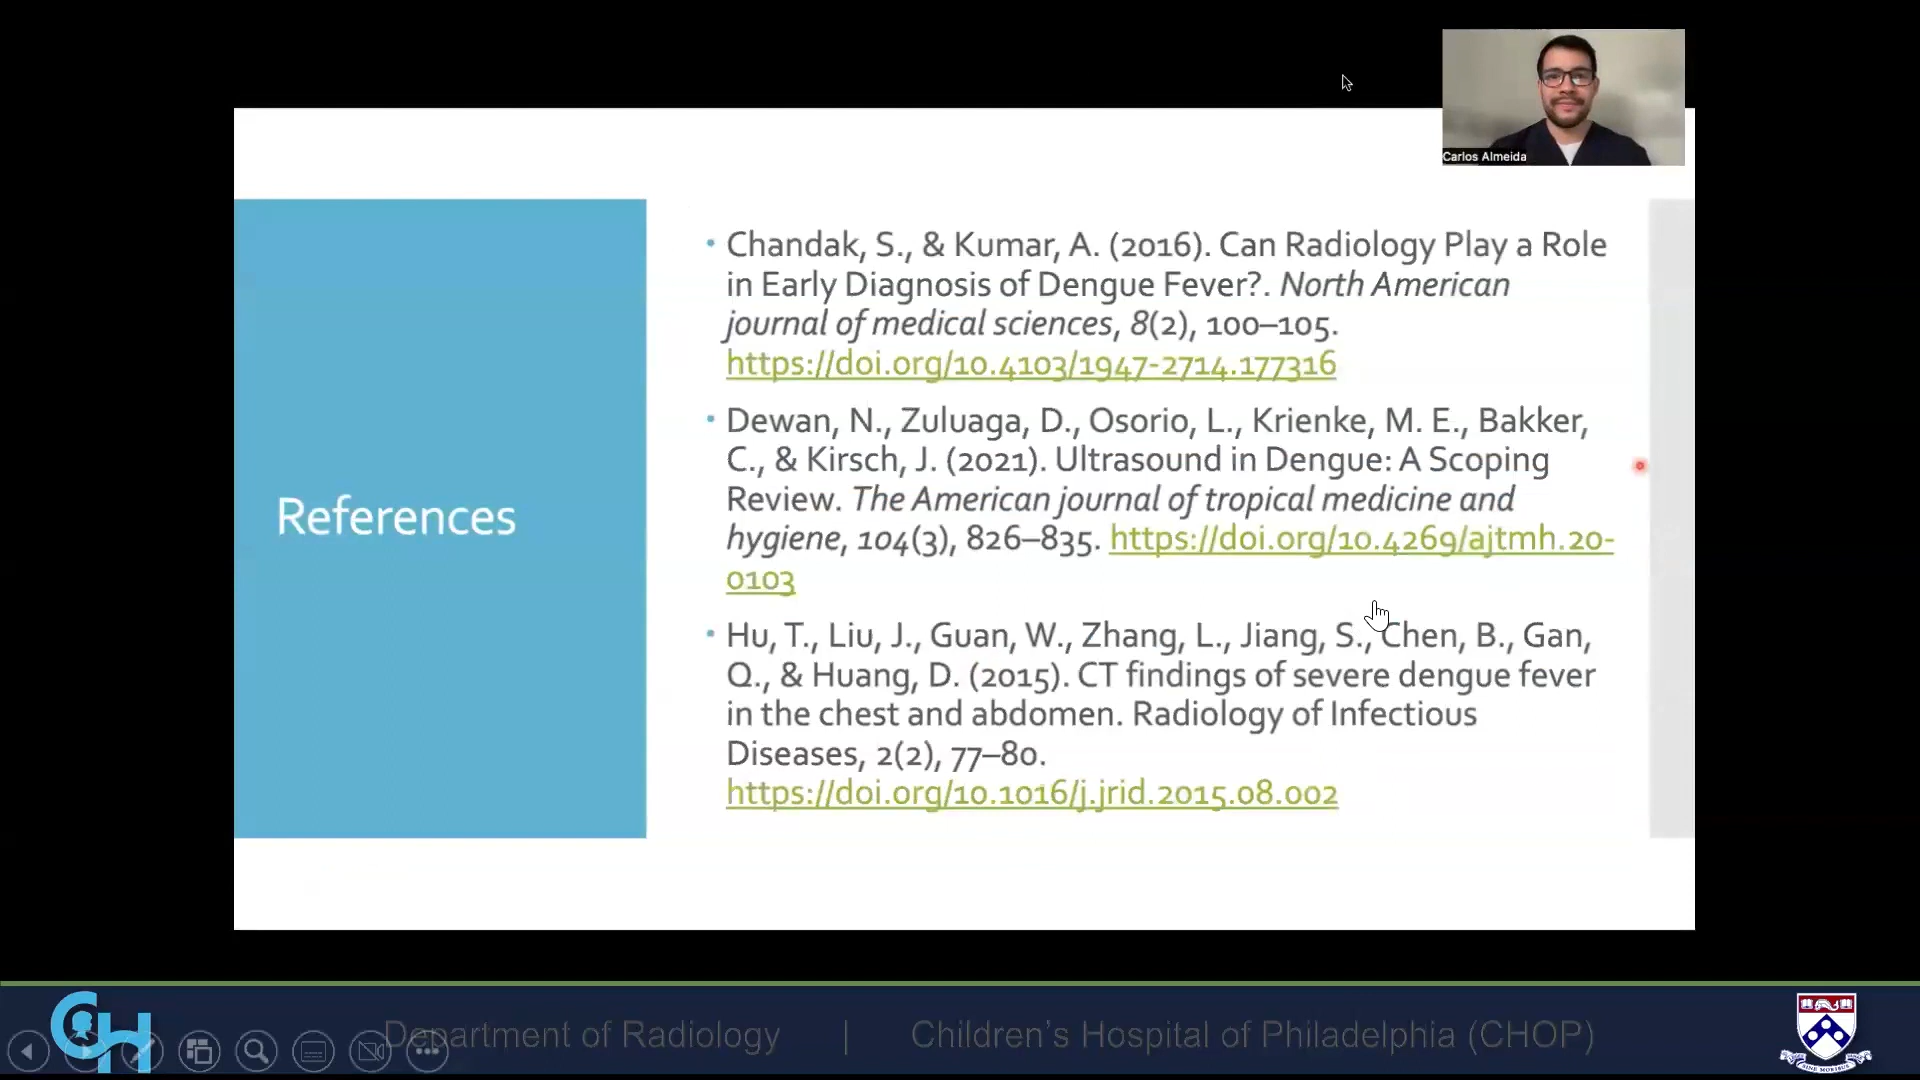 Carlos Almeida
References
• Chandak, S., & Kumar, A. (2016). Can Radiology Play a Role
in Early Diagnosis of Dengue Fever?. North American
journal of medical sciences, 8(2), 100–105.
https://doi.org/10.4103/1947-2714.177316
• Dewan, N., Zuluaga, D., Osorio, L., Krienke, M. E., Bakker,
C., & Kirsch, J. (2021). Ultrasound in Dengue: A Scoping
Review. The American journal of tropical medicine and
hygiene, 104(3), 826–835. https://doi.org/10.4269/ajtmh.20-
0103
• Hu, T., Liu, J., Guan, W., Zhang, L., Jiang, S., Chen, B., Gan,
Q., & Huang, D. (2015). CT findings of severe dengue fever
in the chest and abdomen. Radiology of Infectious
Diseases, 2(2), 77–80.
https://doi.org/10.1016/j.jrid.2015.08.002
CH
Department of Radiology | Children's Hospital of Philadelphia (CHOP)